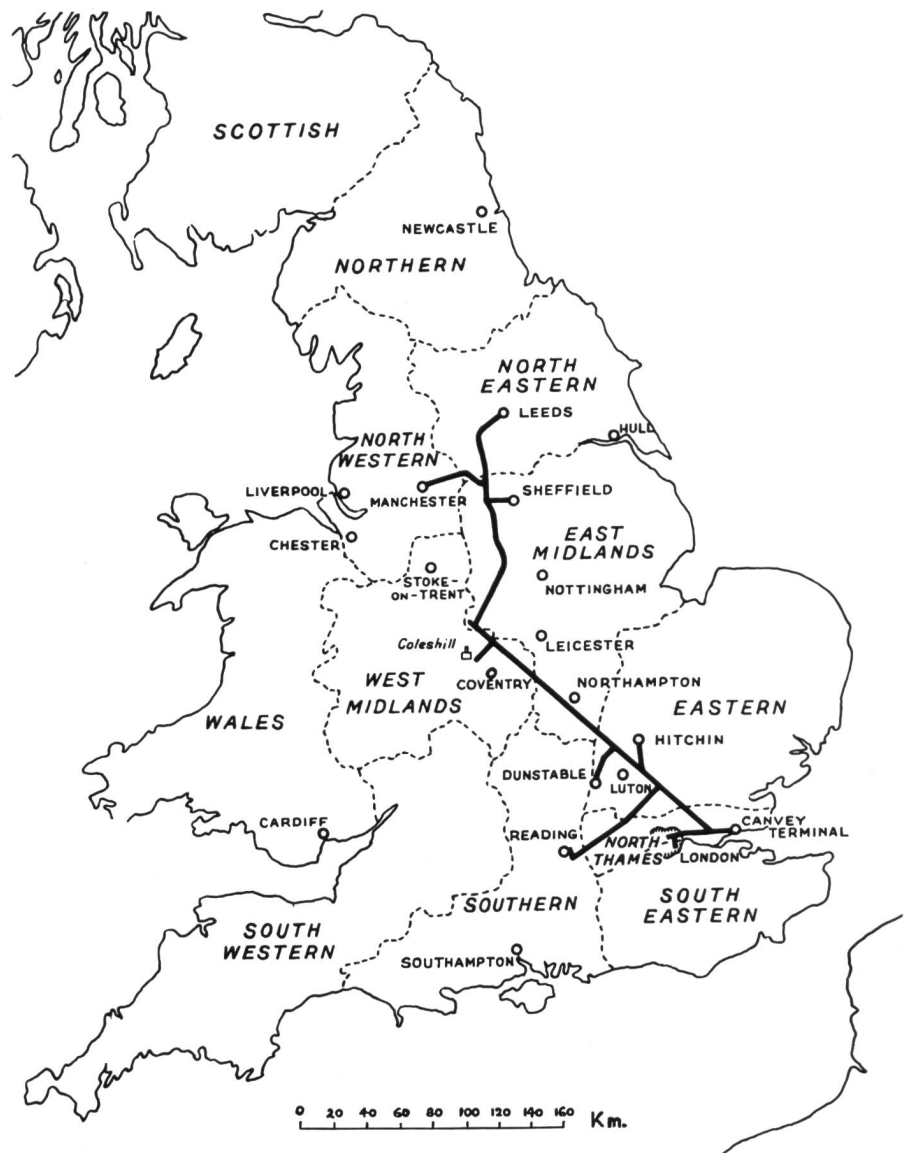 SCOTTISH
NEWCASTLE
NORTHERN
NORTH
EASTERN
LEEDS
HULL
NORTH
WESTERN
LIVERPOOL
MANCHESTER
SHEFFIELD
CHESTER
EAST
MIDLANDS
STOKE-
ON-TRENT
NOTTINGHAM
Coleshill
LEICESTER
WEST
MIDLANDS
COVENTRY
NORTHAMPTON
WALES
EASTERN
HITCHIN
DUNSTABLE
LUTON
CARDIFF
READING
NORTH-
THAMES
LONDON
CANVEY
TERMINAL
SOUTHERN
SOUTH
EASTERN
SOUTH
WESTERN
SOUTHAMPTON
0 20 40 60 80 100 120 140 160 Km.